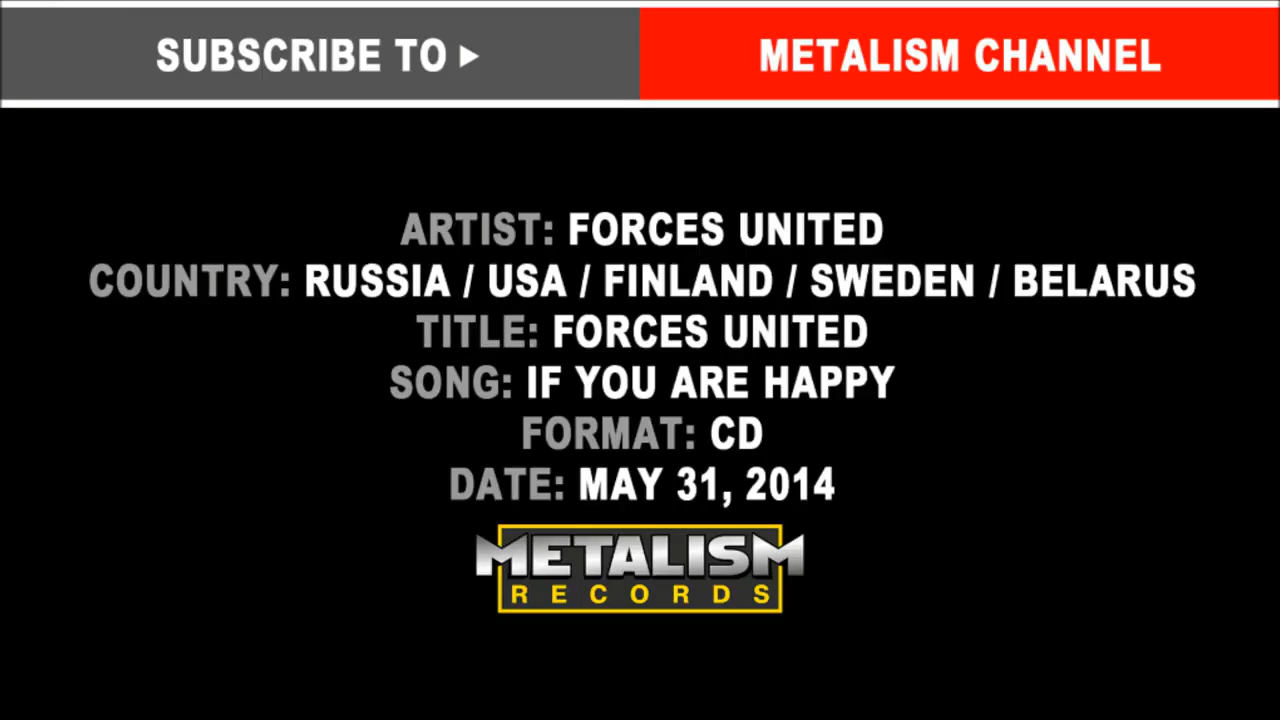 SUBSCRIBE TO ► METALISM CHANNEL
ARTIST: FORCES UNITED
COUNTRY: RUSSIA / USA / FINLAND / SWEDEN / BELARUS
TITLE: FORCES UNITED
SONG: IF YOU ARE HAPPY
FORMAT: CD
DATE: MAY 31, 2014
METALISM
RECORDS